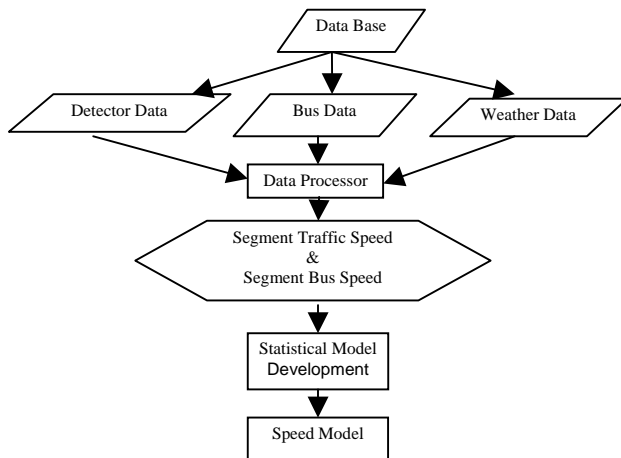 Data Base
Detector Data
Bus Data
Weather Data
Data Processor
Segment Traffic Speed
&
Segment Bus Speed
Statistical Model
Development
Speed Model